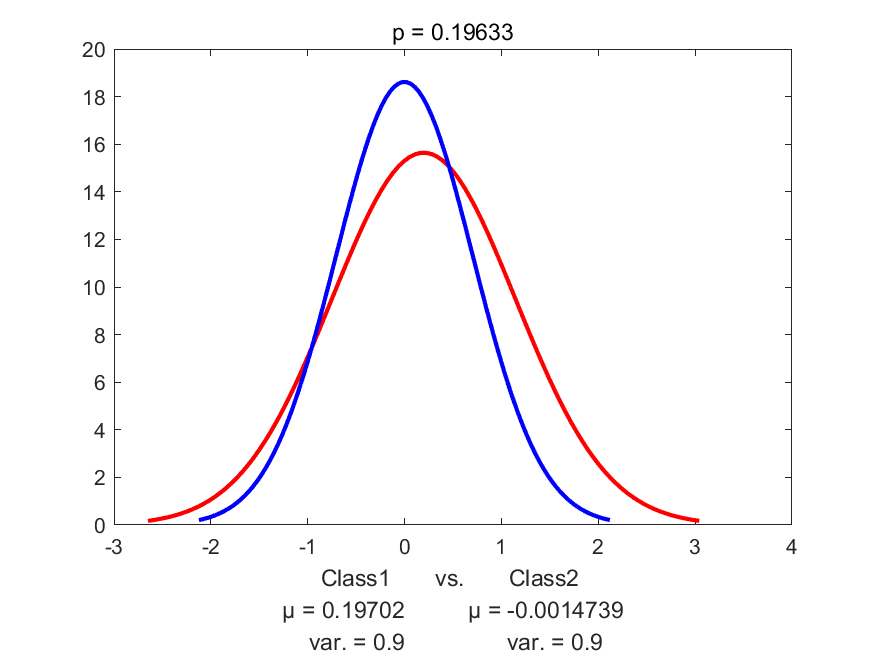 p = 0.19633
20
18
16
14
12
10
8
6
4
2
0
-3 -2 -1 0 1 2 3 4
Class1 vs. Class2
μ = 0.19702 μ = -0.0014739
var. = 0.9 var. = 0.9